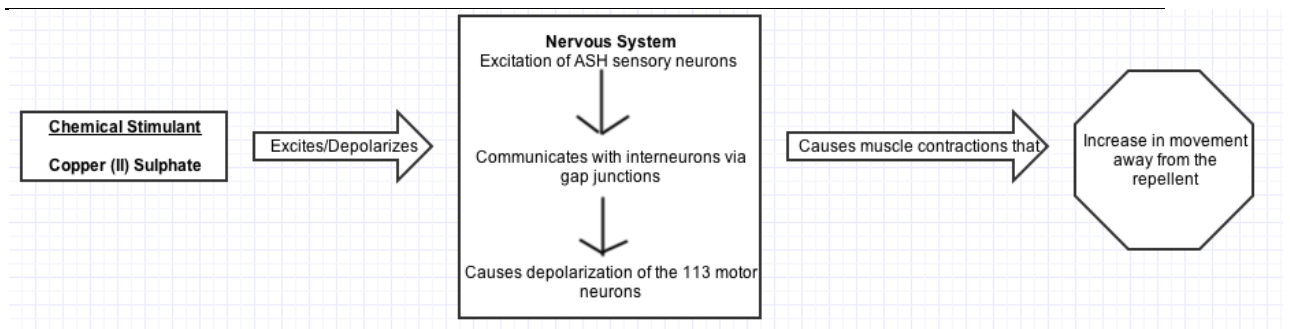 Chemical Stimulant
Copper (II) Sulphate
Excites/Depolarizes
Nervous System
Excitation of ASH sensory neurons
Communicates with interneurons via
gap junctions
Causes depolarization of the 113 motor
neurons
Causes muscle contractions that
Increase in movement
away from the
repellent